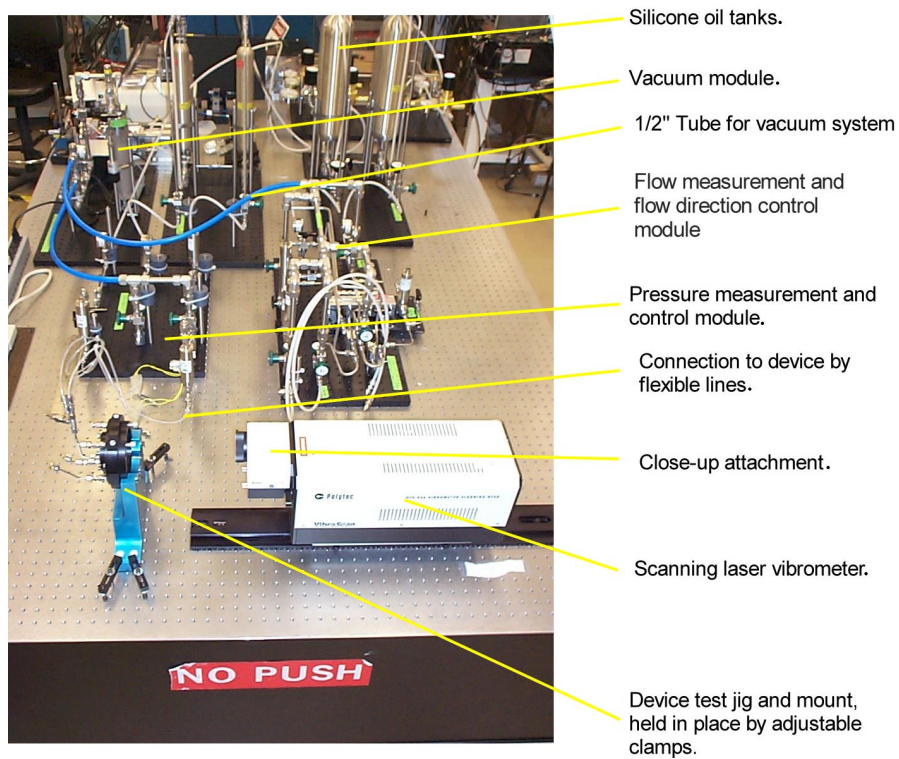 Silicone oil tanks.
Vacuum module.
1/2" Tube for vacuum system
Flow measurement and
flow direction control
module
Pressure measurement and
control module.
Connection to device by
flexible lines.
Close-up attachment.
Polytec
VibraScan
Scanning laser vibrometer.
NO PUSH
Device test jig and mount,
held in place by adjustable
clamps.